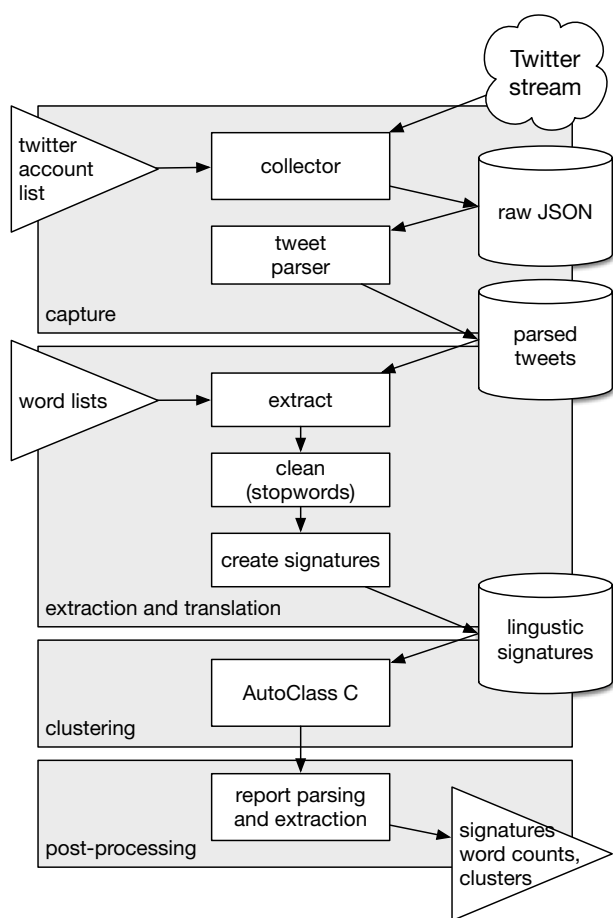 Twitter
stream
twitter
account
list
collector
raw JSON
tweet
parser
capture
parsed
tweets
word lists
extract
clean
(stopwords)
create signatures
extraction and translation
lingustic
signatures
AutoClass C
clustering
report parsing
and extraction
post-processing
signatures
word counts,
clusters